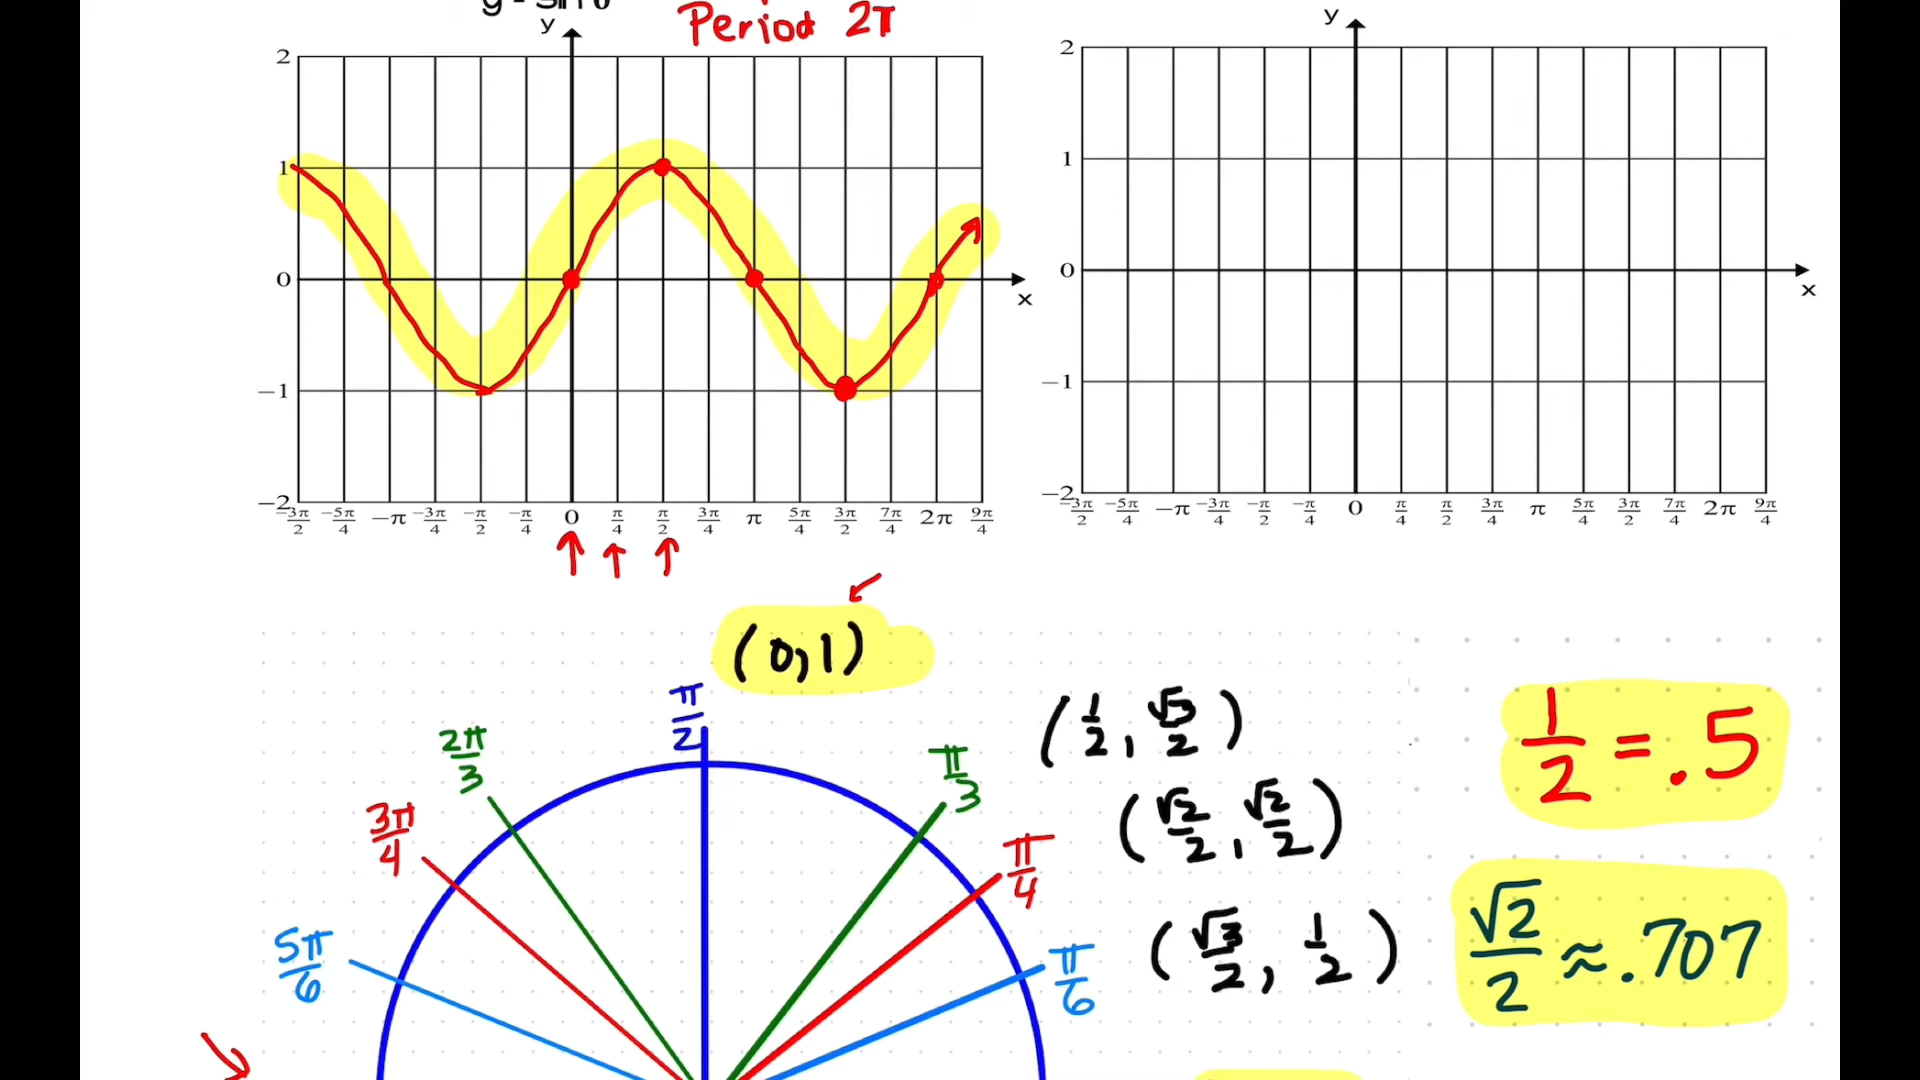 y = sin θ
Period 2π
y
2
1
0
−1
−2
x
−3π/2 −5π/4 −π −3π/4 −π/2 −π/4 0 π/4 π/2 3π/4 π 5π/4 3π/2 7π/4 2π 9π/4
y
2
1
0
−1
−2
x
−3π/2 −5π/4 −π −3π/4 −π/2 −π/4 0 π/4 π/2 3π/4 π 5π/4 3π/2 7π/4 2π 9π/4
(0,1)
π/2
2π/3
π/3
(1/2, √3/2)
1/2 = .5
3π/4
π/4
(√2/2, √2/2)
5π/6
π/6
(√3/2, 1/2)
√2/2 ≈ .707